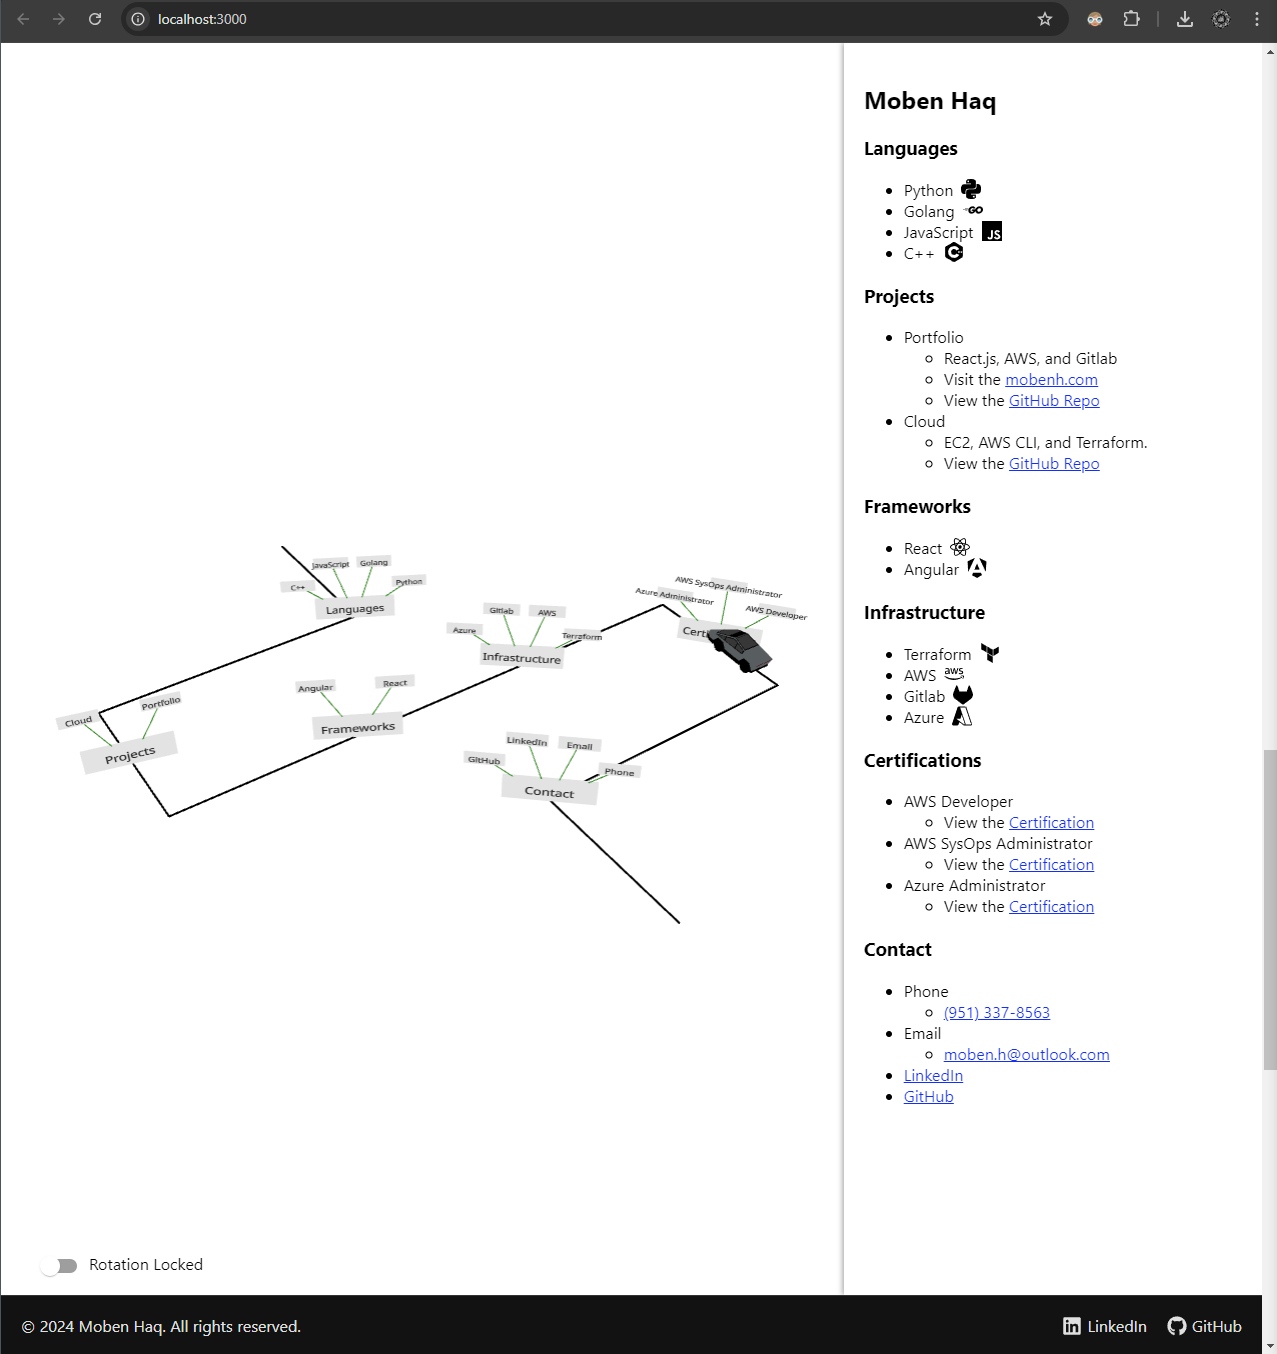 localhost:3000
JavaScript
Golang
C++
Python
Languages
Azure Administrator
AWS SysOps Administrator
AWS Developer
Cert
Azure
Gitlab
AWS
Terraform
Infrastructure
Angular
React
Frameworks
Cloud
Portfolio
Projects
GitHub
LinkedIn
Email
Phone
Contact
Rotation Locked
Moben Haq
Languages
Python
Golang GO
JavaScript JS
C++ C
Projects
Portfolio
React.js, AWS, and Gitlab
Visit the mobenh.com
View the GitHub Repo
Cloud
EC2, AWS CLI, and Terraform.
View the GitHub Repo
Frameworks
React
Angular
Infrastructure
Terraform
AWS aws
Gitlab
Azure
Certifications
AWS Developer
View the Certification
AWS SysOps Administrator
View the Certification
Azure Administrator
View the Certification
Contact
Phone
(951) 337-8563
Email
moben.h@outlook.com
LinkedIn
GitHub
© 2024 Moben Haq. All rights reserved.
in LinkedIn
GitHub